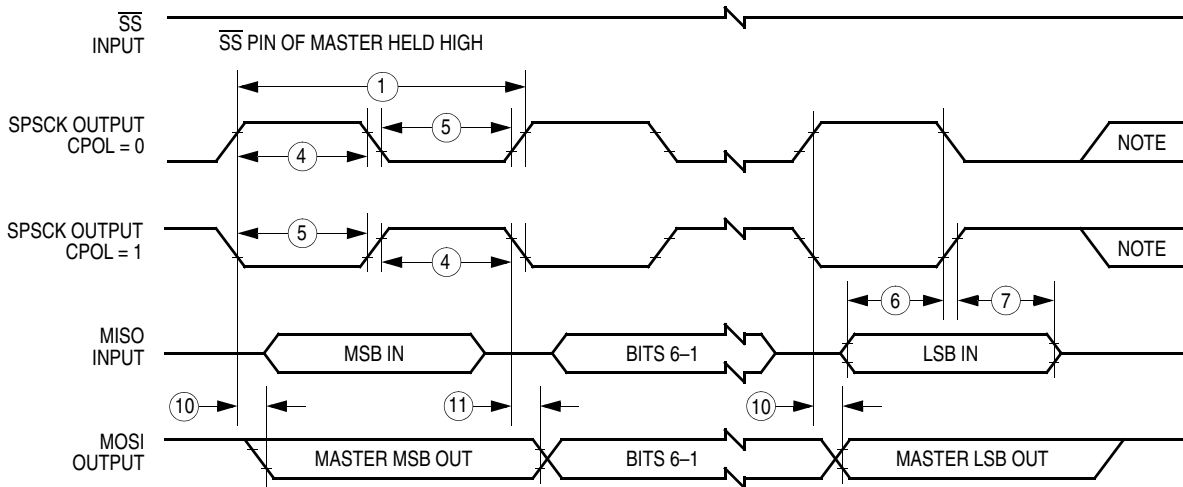 SS
INPUT
SS PIN OF MASTER HELD HIGH
1
SPSCK OUTPUT
CPOL = 0
5
4
NOTE
SPSCK OUTPUT
CPOL = 1
5
4
NOTE
6
7
MISO
INPUT
MSB IN
BITS 6–1
LSB IN
10
11
10
MOSI
OUTPUT
MASTER MSB OUT
BITS 6–1
MASTER LSB OUT